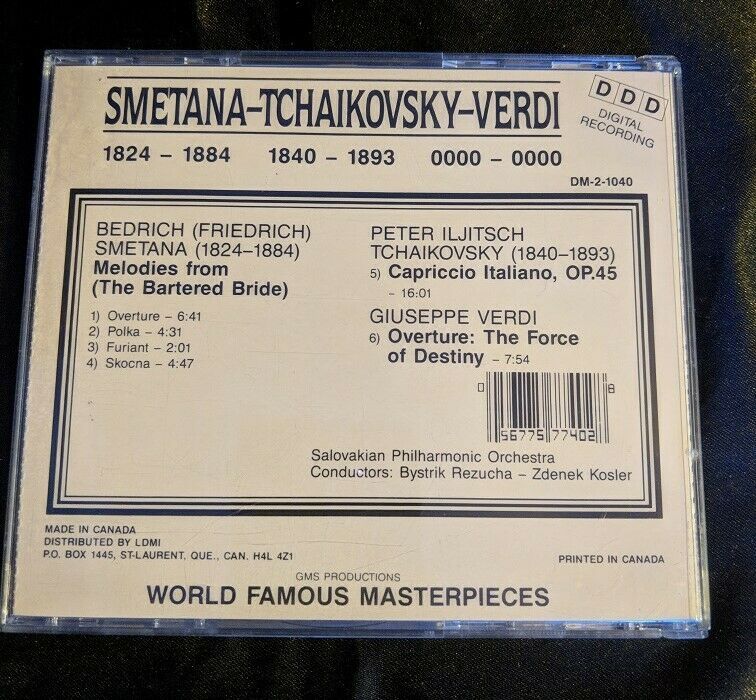 SMETANA–TCHAIKOVSKY–VERDI
1824 – 1884 1840 – 1893 0000 – 0000
DDD
DIGITAL
RECORDING
DM-2-1040
BEDRICH (FRIEDRICH)
SMETANA (1824–1884)
Melodies from
(The Bartered Bride)
1) Overture – 6:41
2) Polka – 4:31
3) Furiant – 2:01
4) Skocna – 4:47
PETER ILJITSCH
TCHAIKOVSKY (1840–1893)
5) Capriccio Italiano, OP.45
– 16:01
GIUSEPPE VERDI
6) Overture: The Force
of Destiny – 7:54
0 56775 77402 8
Salovakian Philharmonic Orchestra
Conductors: Bystrik Rezucha – Zdenek Kosler
MADE IN CANADA
DISTRIBUTED BY LDMI
P.O. BOX 1445, ST-LAURENT, QUE., CAN. H4L 4Z1
PRINTED IN CANADA
GMS PRODUCTIONS
WORLD FAMOUS MASTERPIECES